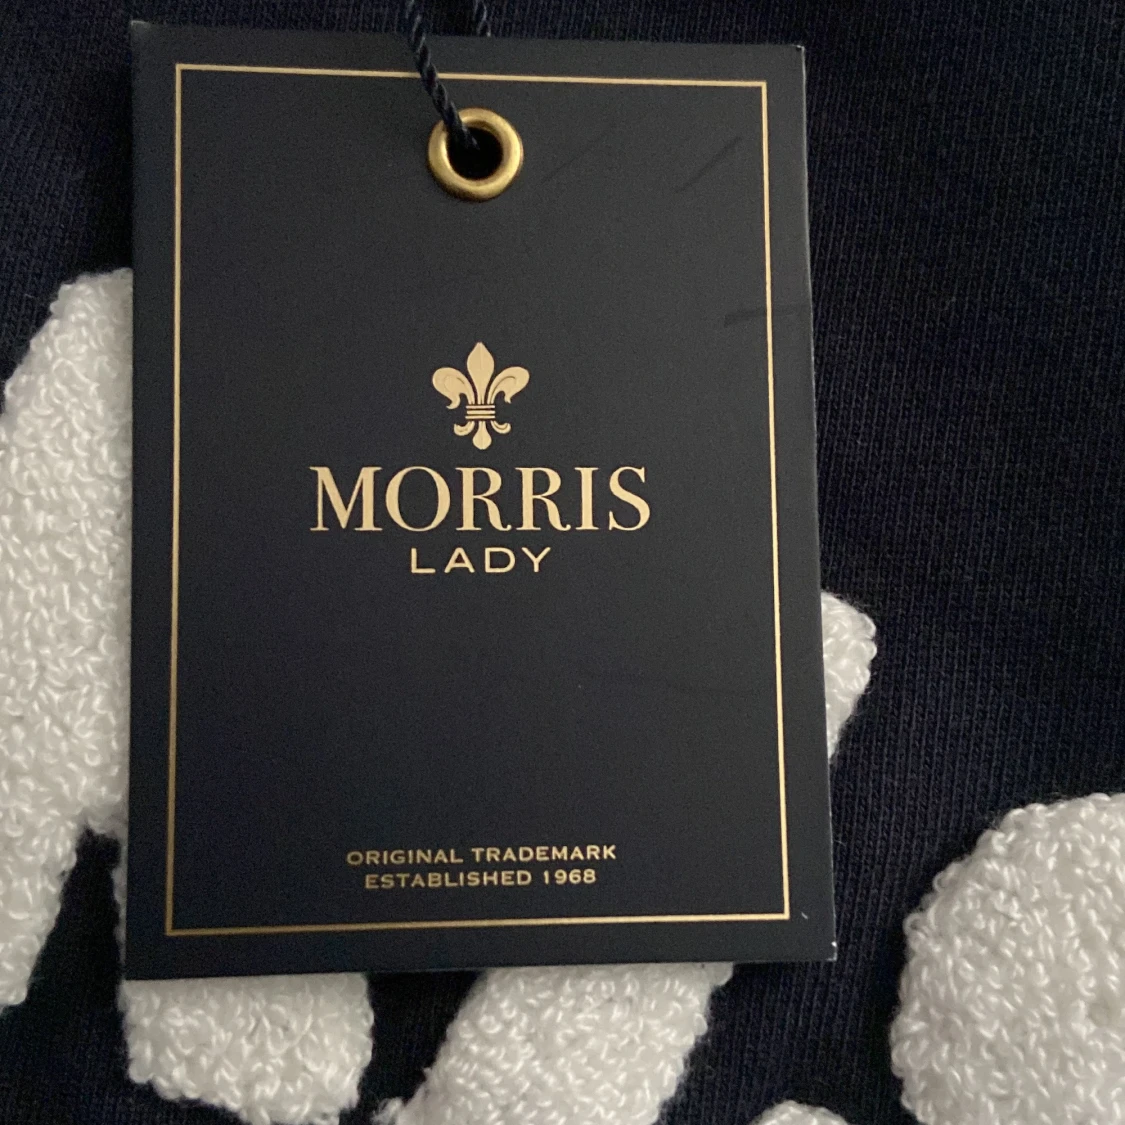 MORRIS
LADY
ORIGINAL TRADEMARK
ESTABLISHED 1968